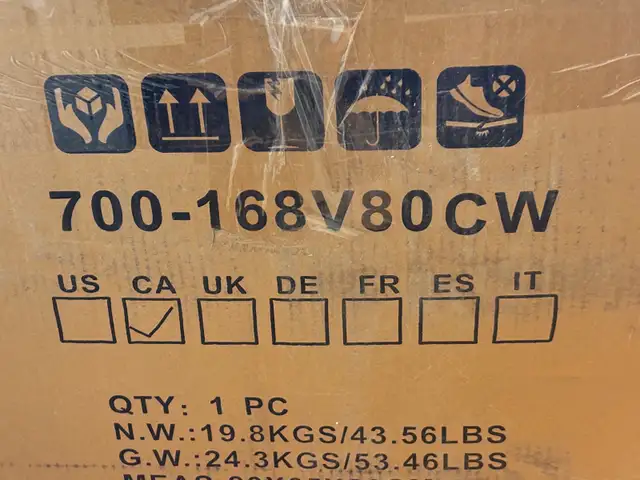 700-168V80CW
US CA UK DE FR ES IT
QTY: 1 PC
N.W.:19.8KGS/43.56LBS
G.W.:24.3KGS/53.46LBS